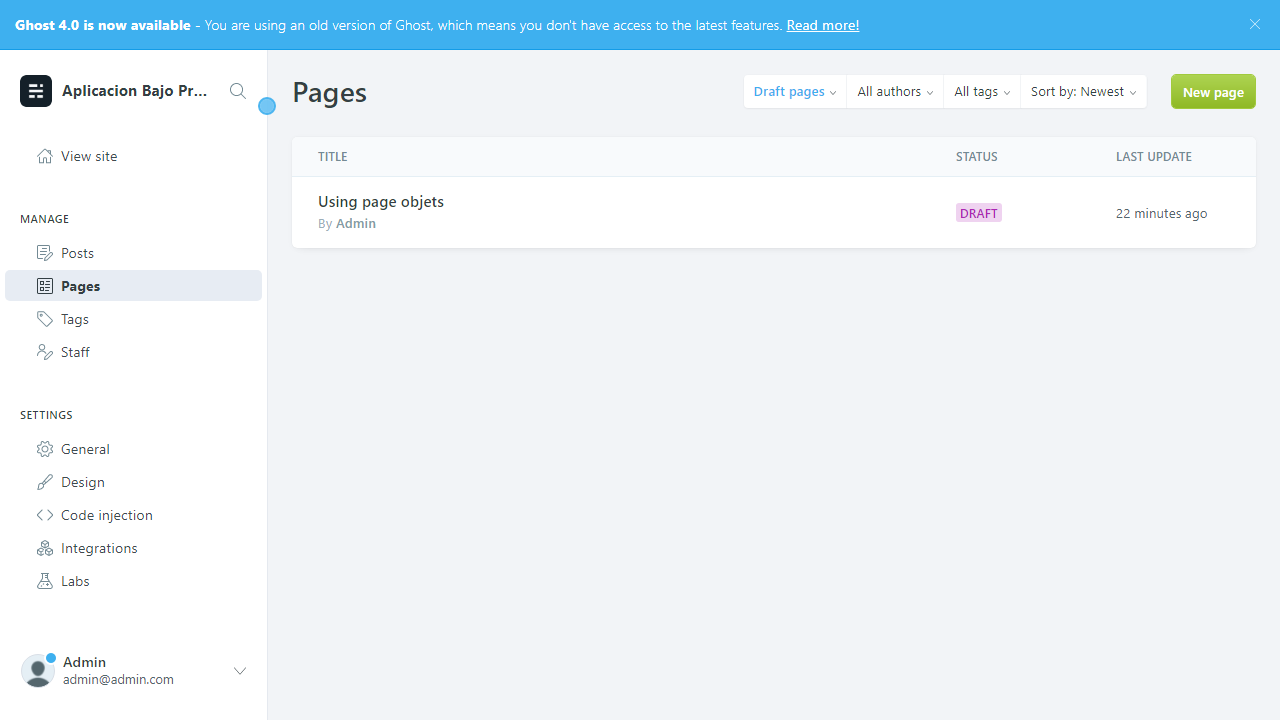 Ghost 4.0 is now available - You are using an old version of Ghost, which means you don't have access to the latest features. Read more!
Aplicacion Bajo Pr...
View site
MANAGE
Posts
Pages
Tags
Staff
SETTINGS
General
Design
Code injection
Integrations
Labs
Admin
admin@admin.com
Pages
Draft pages
All authors
All tags
Sort by: Newest
New page
TITLE STATUS LAST UPDATE
Using page objets
By Admin
DRAFT
22 minutes ago